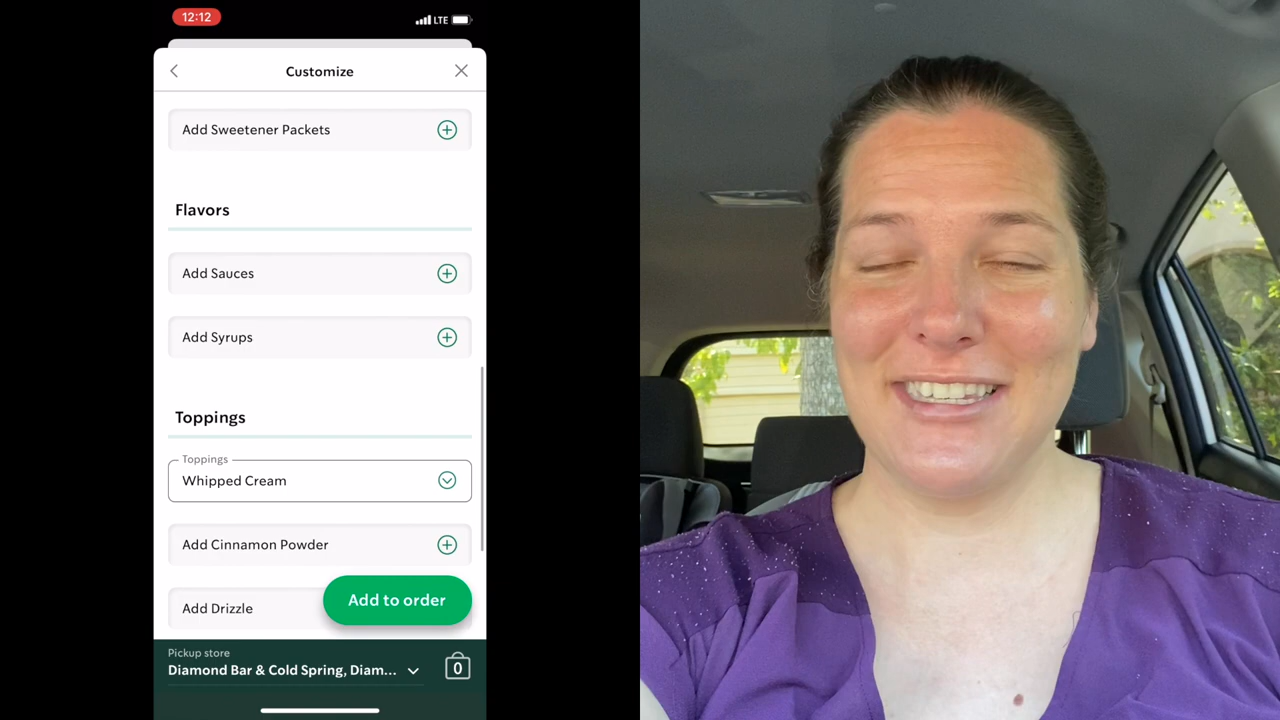 12:12
LTE
Customize
Add Sweetener Packets
Flavors
Add Sauces
Add Syrups
Toppings
Toppings
Whipped Cream
Add Cinnamon Powder
Add Drizzle
Add to order
Pickup store
Diamond Bar & Cold Spring, Diam...
0